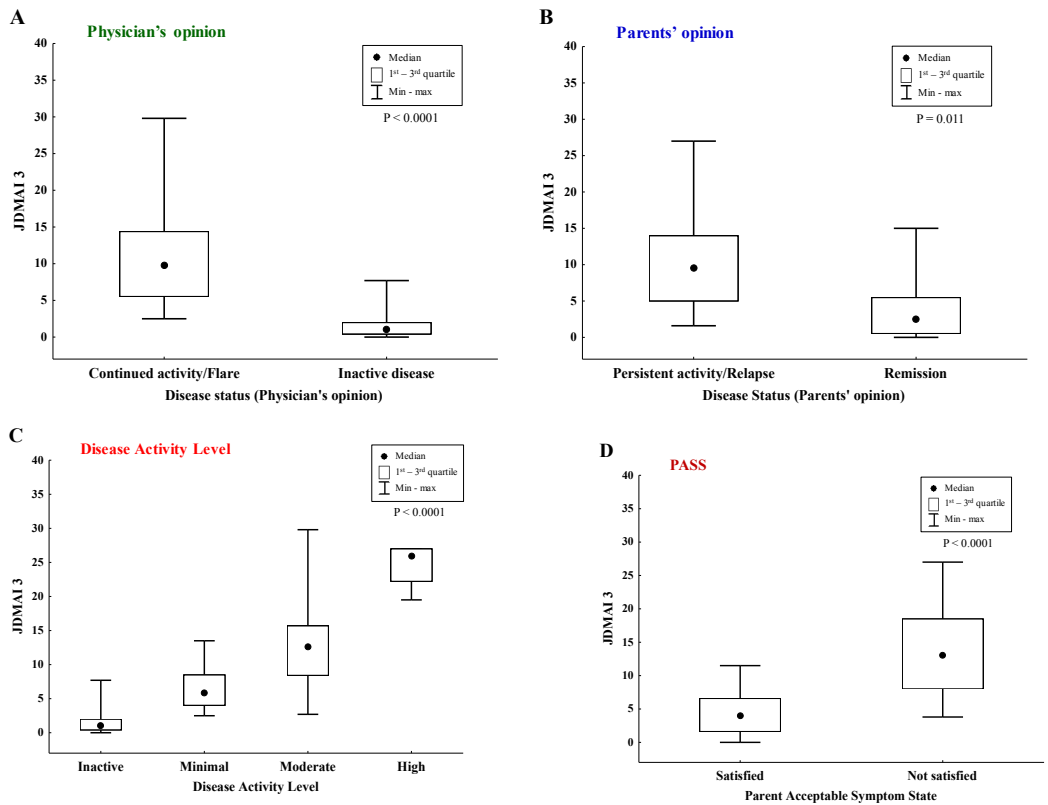 A
Physician's opinion
40
35
30
25
20
15
10
5
0
JDMAI 3
Median
1st – 3rd quartile
Min - max
P < 0.0001
Continued activity/Flare
Inactive disease
Disease status (Physician's opinion)
B
Parents' opinion
40
35
30
25
20
15
10
5
0
JDMAI 3
Median
1st – 3rd quartile
Min - max
P = 0.011
Persistent activity/Relapse
Remission
Disease Status (Parents' opinion)
C
Disease Activity Level
40
35
30
25
20
15
10
5
0
JDMAI 3
Median
1st – 3rd quartile
Min - max
P < 0.0001
Inactive
Minimal
Moderate
High
Disease Activity Level
D
PASS
40
35
30
25
20
15
10
5
0
JDMAI 3
Median
1st – 3rd quartile
Min - max
P < 0.0001
Satisfied
Not satisfied
Parent Acceptable Symptom State